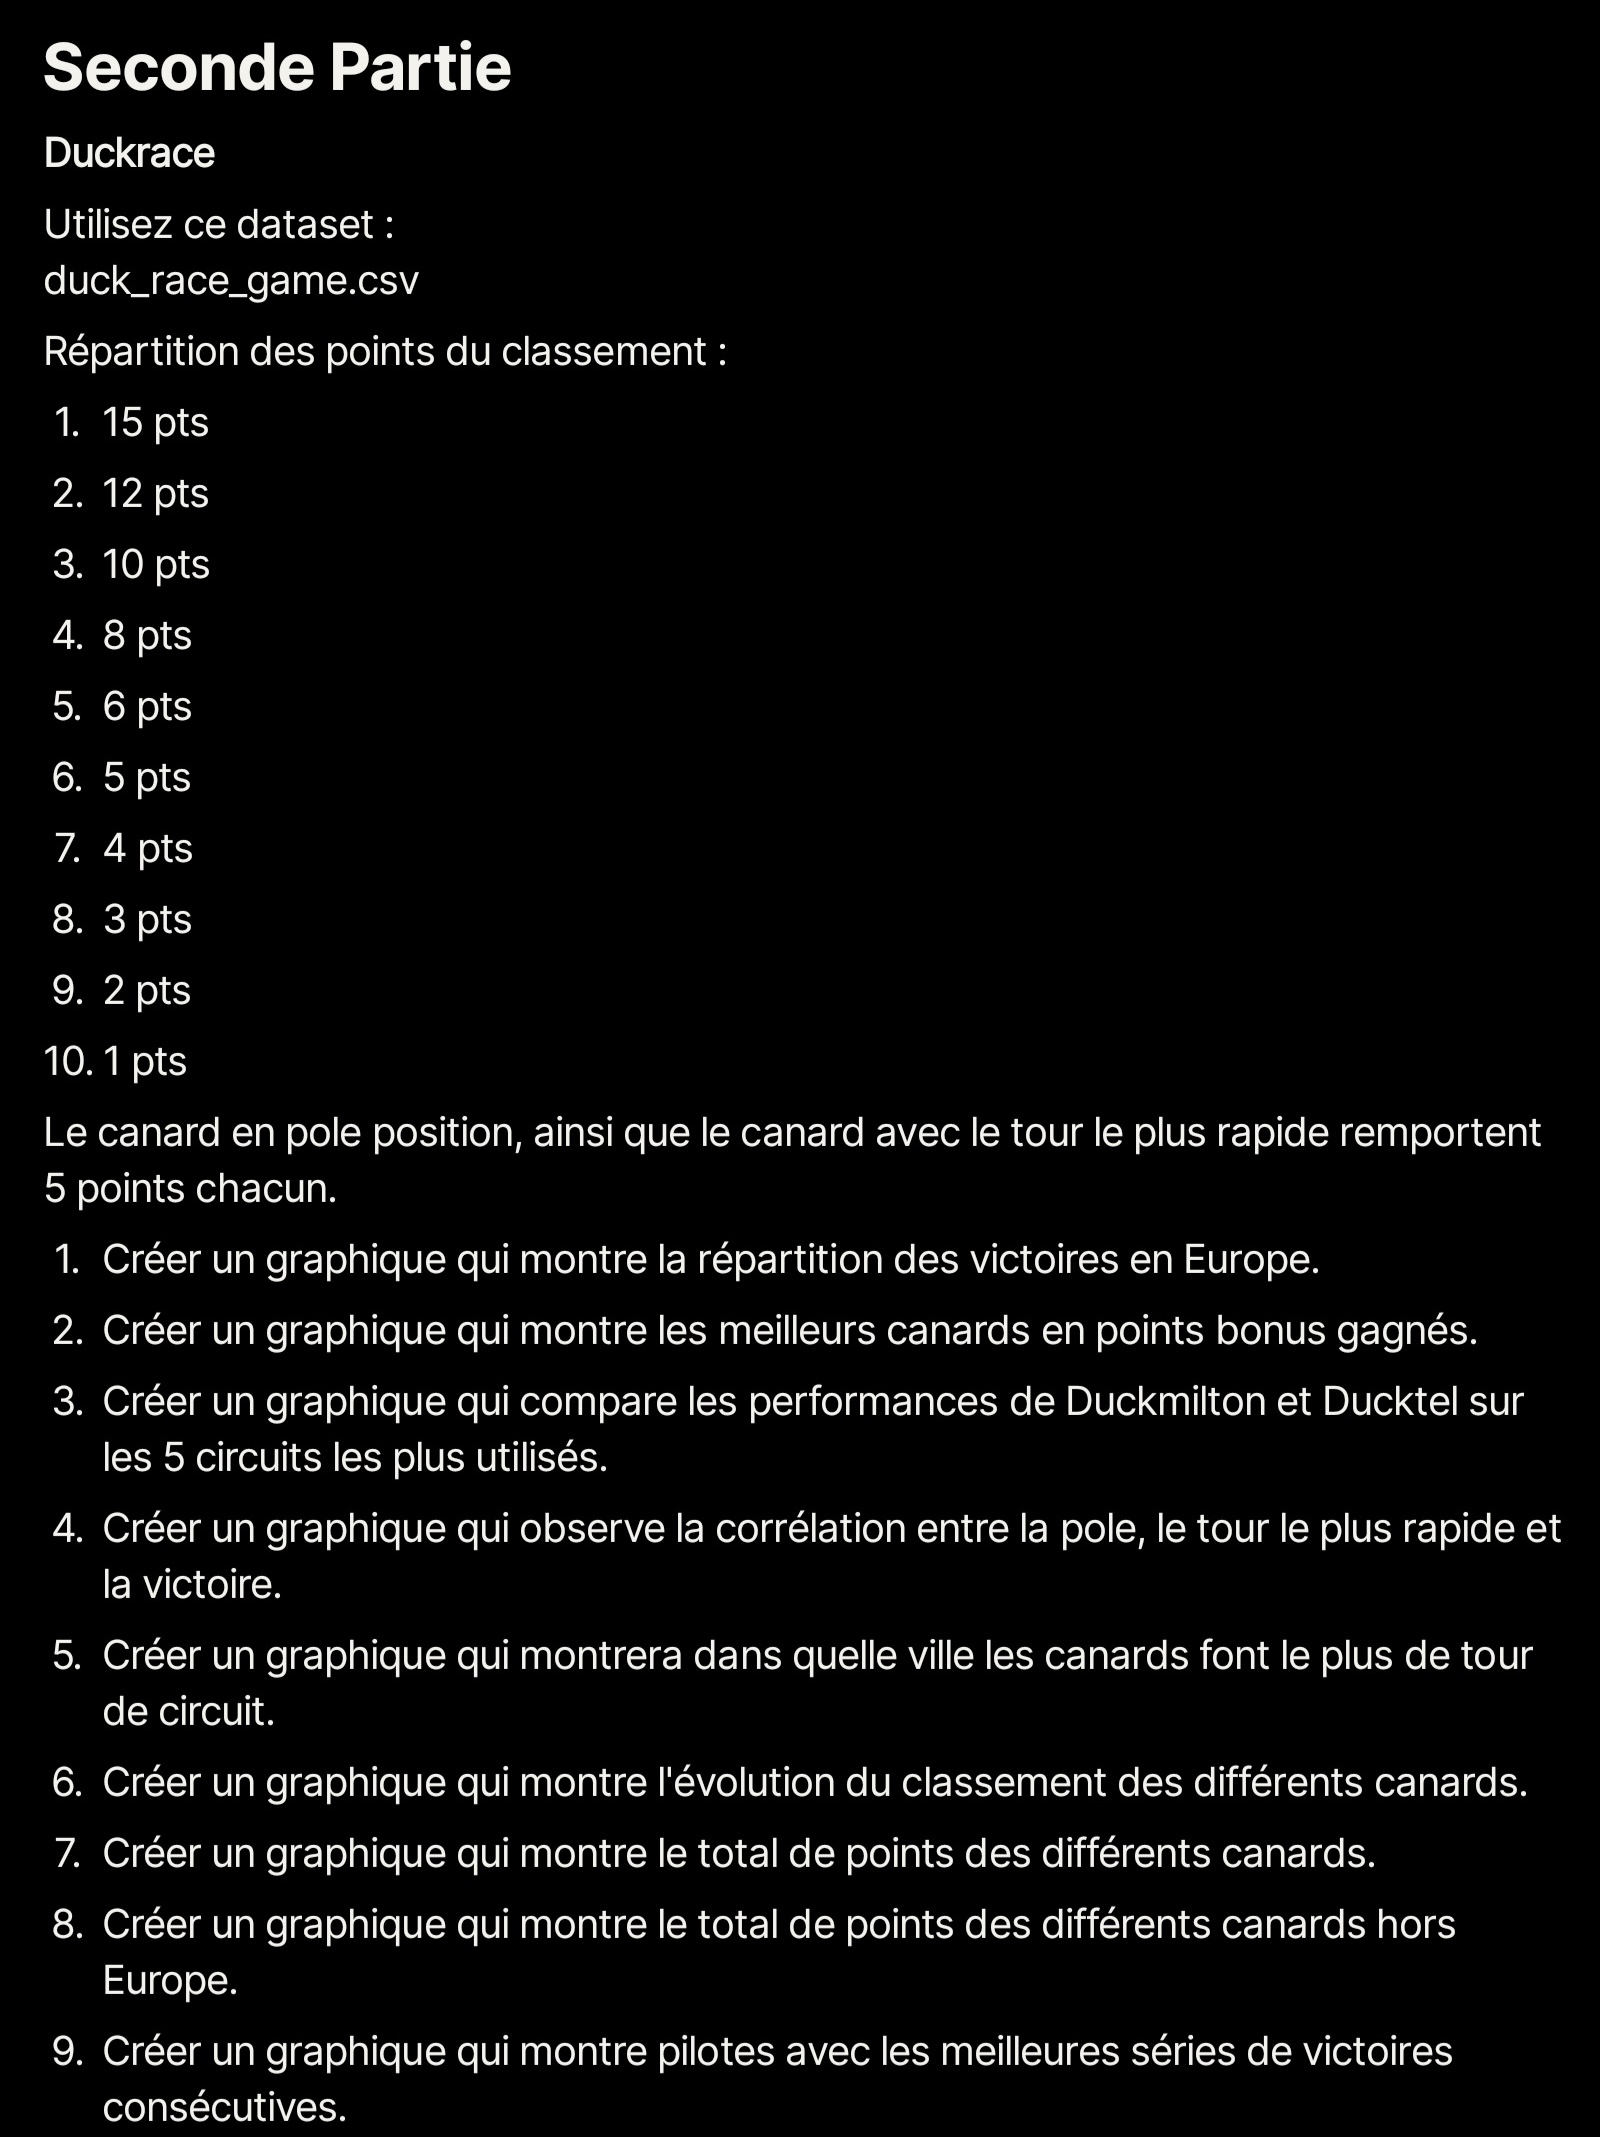 Seconde Partie
Duckrace
Utilisez ce dataset :
duck_race_game.csv
Répartition des points du classement :
1. 15 pts
2. 12 pts
3. 10 pts
4. 8 pts
5. 6 pts
6. 5 pts
7. 4 pts
8. 3 pts
9. 2 pts
10. 1 pts
Le canard en pole position, ainsi que le canard avec le tour le plus rapide remportent
5 points chacun.
1. Créer un graphique qui montre la répartition des victoires en Europe.
2. Créer un graphique qui montre les meilleurs canards en points bonus gagnés.
3. Créer un graphique qui compare les performances de Duckmilton et Ducktel sur
les 5 circuits les plus utilisés.
4. Créer un graphique qui observe la corrélation entre la pole, le tour le plus rapide et
la victoire.
5. Créer un graphique qui montrera dans quelle ville les canards font le plus de tour
de circuit.
6. Créer un graphique qui montre l'évolution du classement des différents canards.
7. Créer un graphique qui montre le total de points des différents canards.
8. Créer un graphique qui montre le total de points des différents canards hors
Europe.
9. Créer un graphique qui montre pilotes avec les meilleures séries de victoires
consécutives.